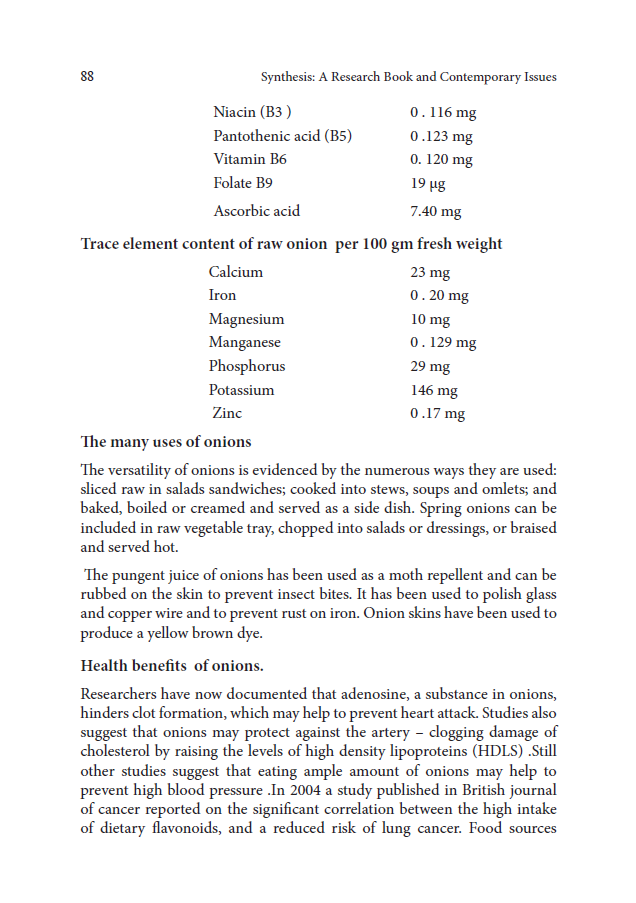 88 Synthesis: A Research Book and Contemporary Issues
Niacin (B3 ) 0 . 116 mg
Pantothenic acid (B5) 0 .123 mg
Vitamin B6 0. 120 mg
Folate B9 19 µg
Ascorbic acid 7.40 mg
Trace element content of raw onion per 100 gm fresh weight
Calcium 23 mg
Iron 0 . 20 mg
Magnesium 10 mg
Manganese 0 . 129 mg
Phosphorus 29 mg
Potassium 146 mg
Zinc 0 .17 mg
The many uses of onions
The versatility of onions is evidenced by the numerous ways they are used:
sliced raw in salads sandwiches; cooked into stews, soups and omlets; and
baked, boiled or creamed and served as a side dish. Spring onions can be
included in raw vegetable tray, chopped into salads or dressings, or braised
and served hot.
The pungent juice of onions has been used as a moth repellent and can be
rubbed on the skin to prevent insect bites. It has been used to polish glass
and copper wire and to prevent rust on iron. Onion skins have been used to
produce a yellow brown dye.
Health benefits of onions.
Researchers have now documented that adenosine, a substance in onions,
hinders clot formation, which may help to prevent heart attack. Studies also
suggest that onions may protect against the artery – clogging damage of
cholesterol by raising the levels of high density lipoproteins (HDLS) .Still
other studies suggest that eating ample amount of onions may help to
prevent high blood pressure .In 2004 a study published in British journal
of cancer reported on the significant correlation between the high intake
of dietary flavonoids, and a reduced risk of lung cancer. Food sources